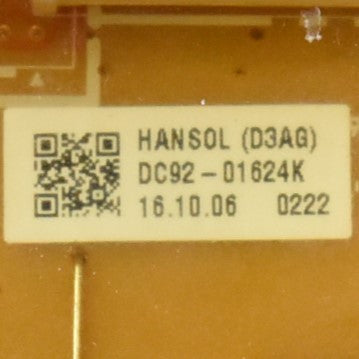 HANSOL (D3AG)
DC92-01624K
16.10.06 0222